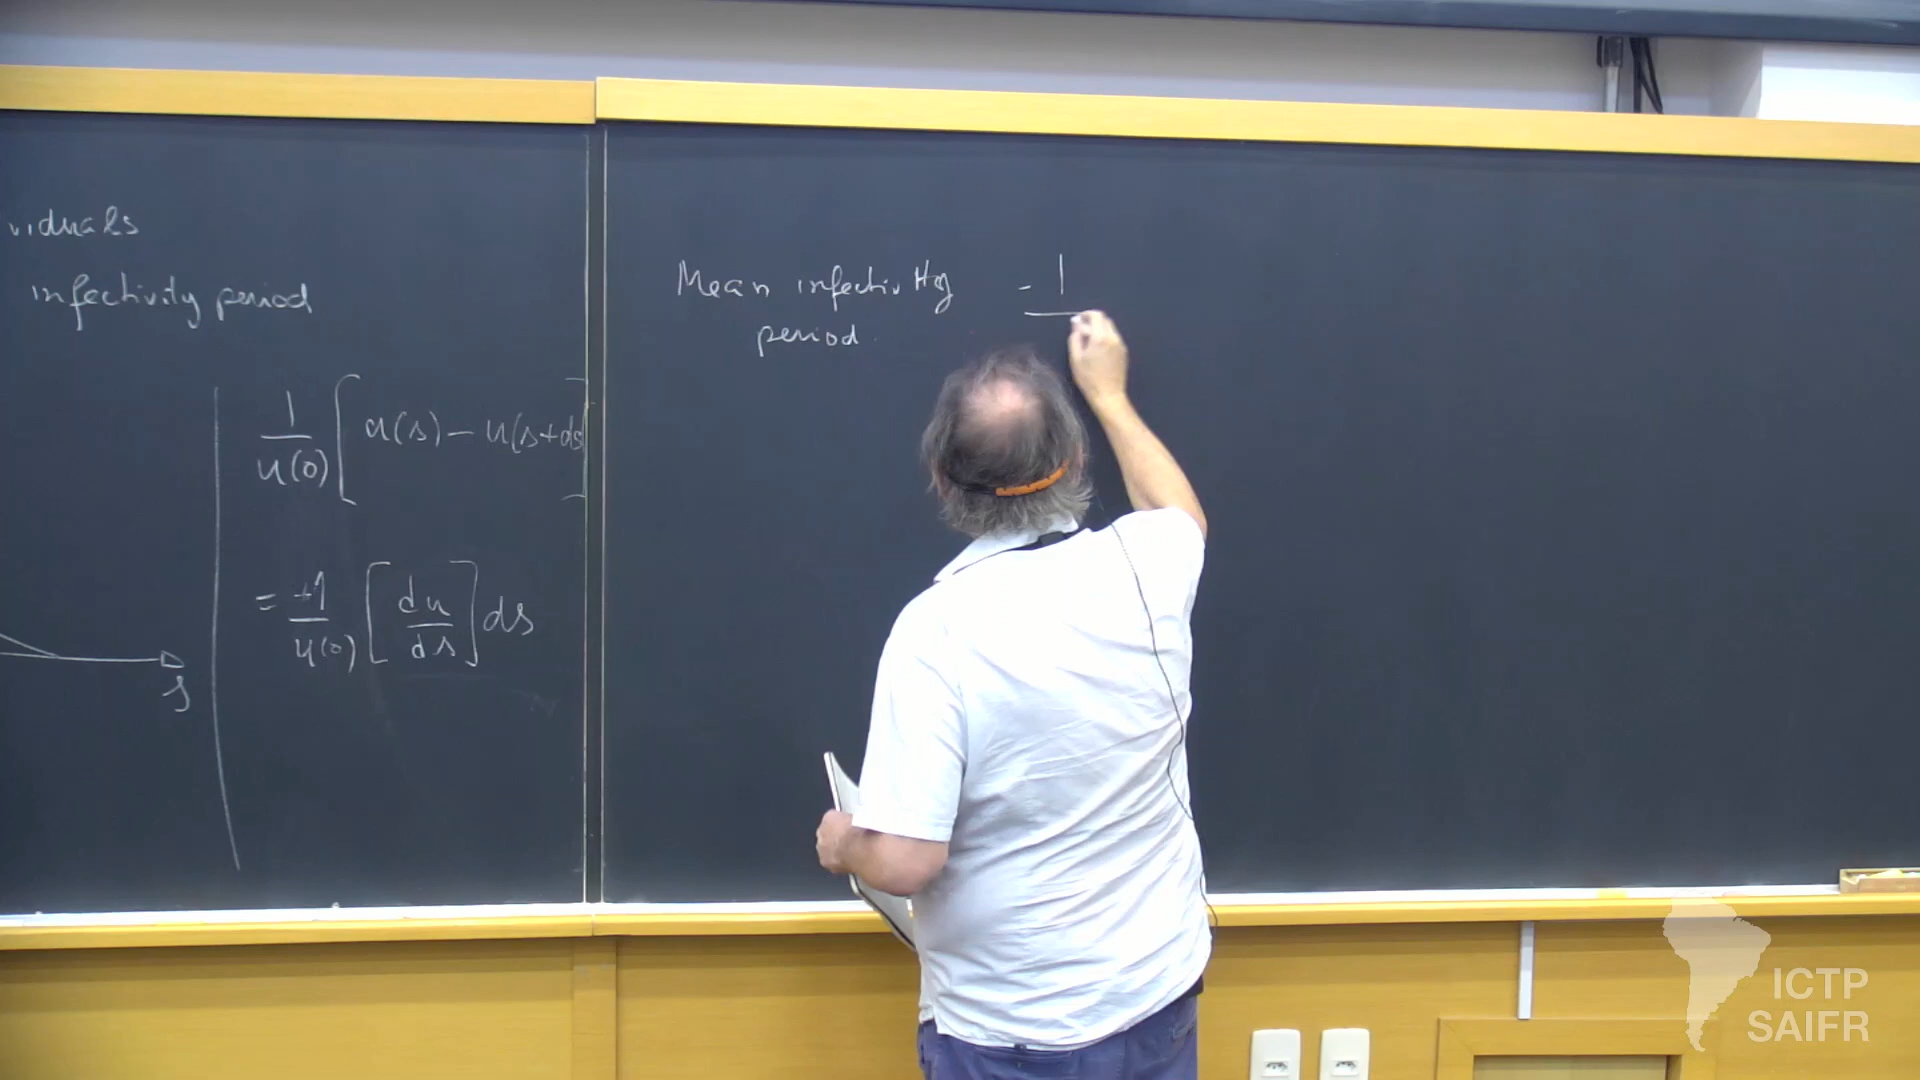 viduals
infectivity period
1/u(0) [ u(s) - u(s+ds) ]
= +1/u(0) [ du/ds ] ds
s
Mean infectivity - 1
period
ICTP
SAIFR